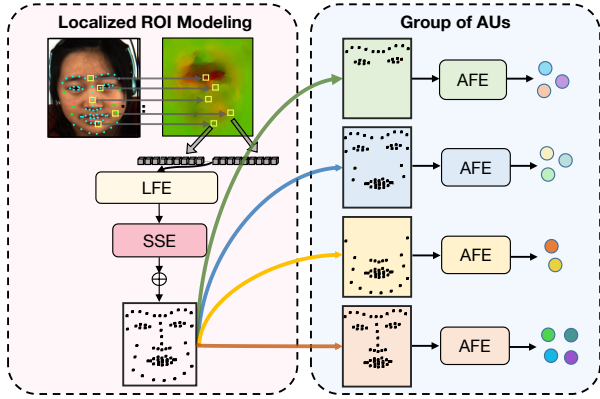 Localized ROI Modeling
LFE
SSE
Group of AUs
AFE
AFE
AFE
AFE